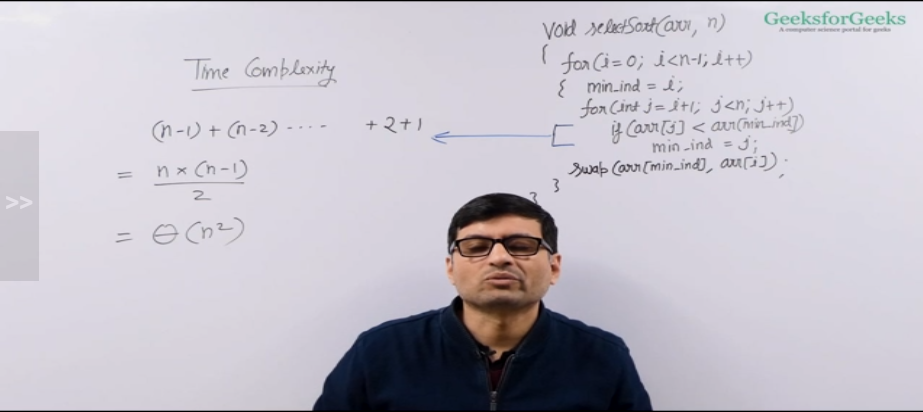 GeeksforGeeks
A computer science portal for geeks
Time Complexity
(n-1) + (n-2) ---- + 2+1
= n × (n-1)
2
= Θ(n²)
void selectSort(arr, n)
{ for(i=0; i<n-1; i++)
{ min_ind = i;
for(int j=i+1; j<n; j++)
if(arr[j] < arr(min_ind])
min_ind = j;
swap(arr[min_ind], arr[i]);
}
}
>>